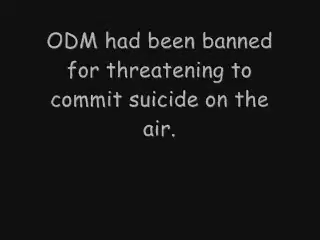 ODM had been banned
for threatening to
commit suicide on the
air.